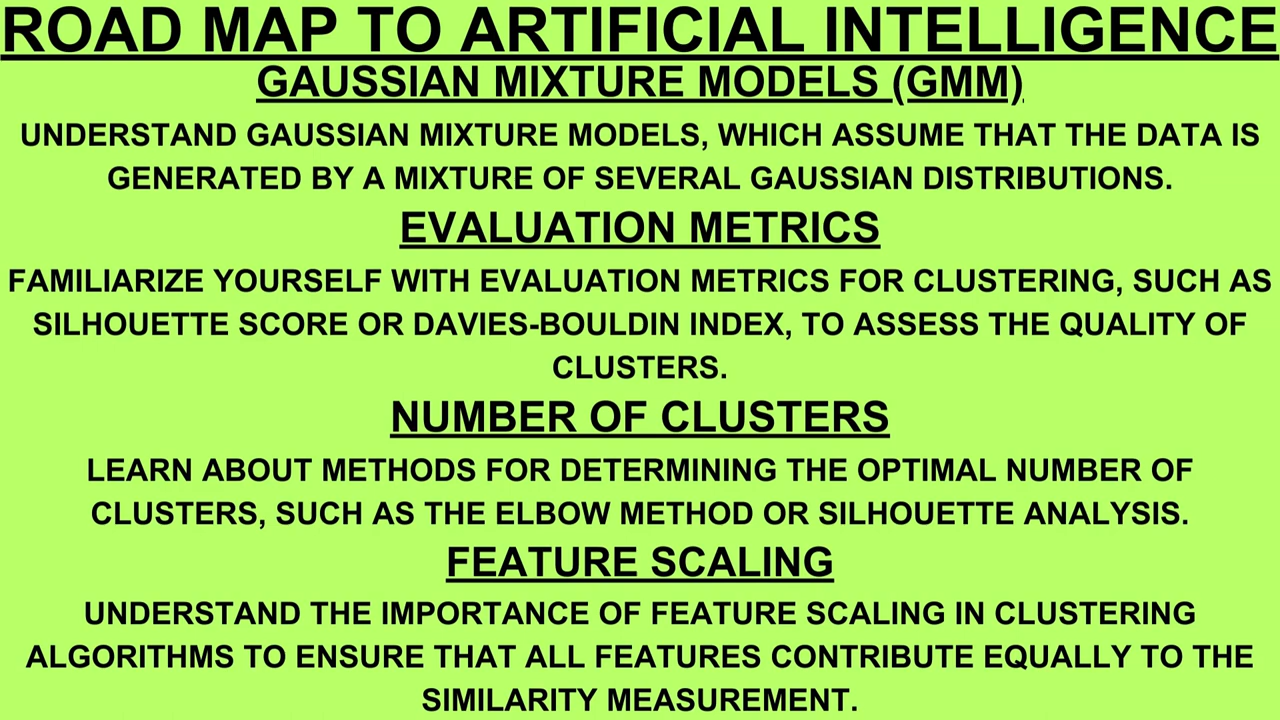 ROAD MAP TO ARTIFICIAL INTELLIGENCE
GAUSSIAN MIXTURE MODELS (GMM)
UNDERSTAND GAUSSIAN MIXTURE MODELS, WHICH ASSUME THAT THE DATA IS
GENERATED BY A MIXTURE OF SEVERAL GAUSSIAN DISTRIBUTIONS.
EVALUATION METRICS
FAMILIARIZE YOURSELF WITH EVALUATION METRICS FOR CLUSTERING, SUCH AS
SILHOUETTE SCORE OR DAVIES-BOULDIN INDEX, TO ASSESS THE QUALITY OF
CLUSTERS.
NUMBER OF CLUSTERS
LEARN ABOUT METHODS FOR DETERMINING THE OPTIMAL NUMBER OF
CLUSTERS, SUCH AS THE ELBOW METHOD OR SILHOUETTE ANALYSIS.
FEATURE SCALING
UNDERSTAND THE IMPORTANCE OF FEATURE SCALING IN CLUSTERING
ALGORITHMS TO ENSURE THAT ALL FEATURES CONTRIBUTE EQUALLY TO THE
SIMILARITY MEASUREMENT.